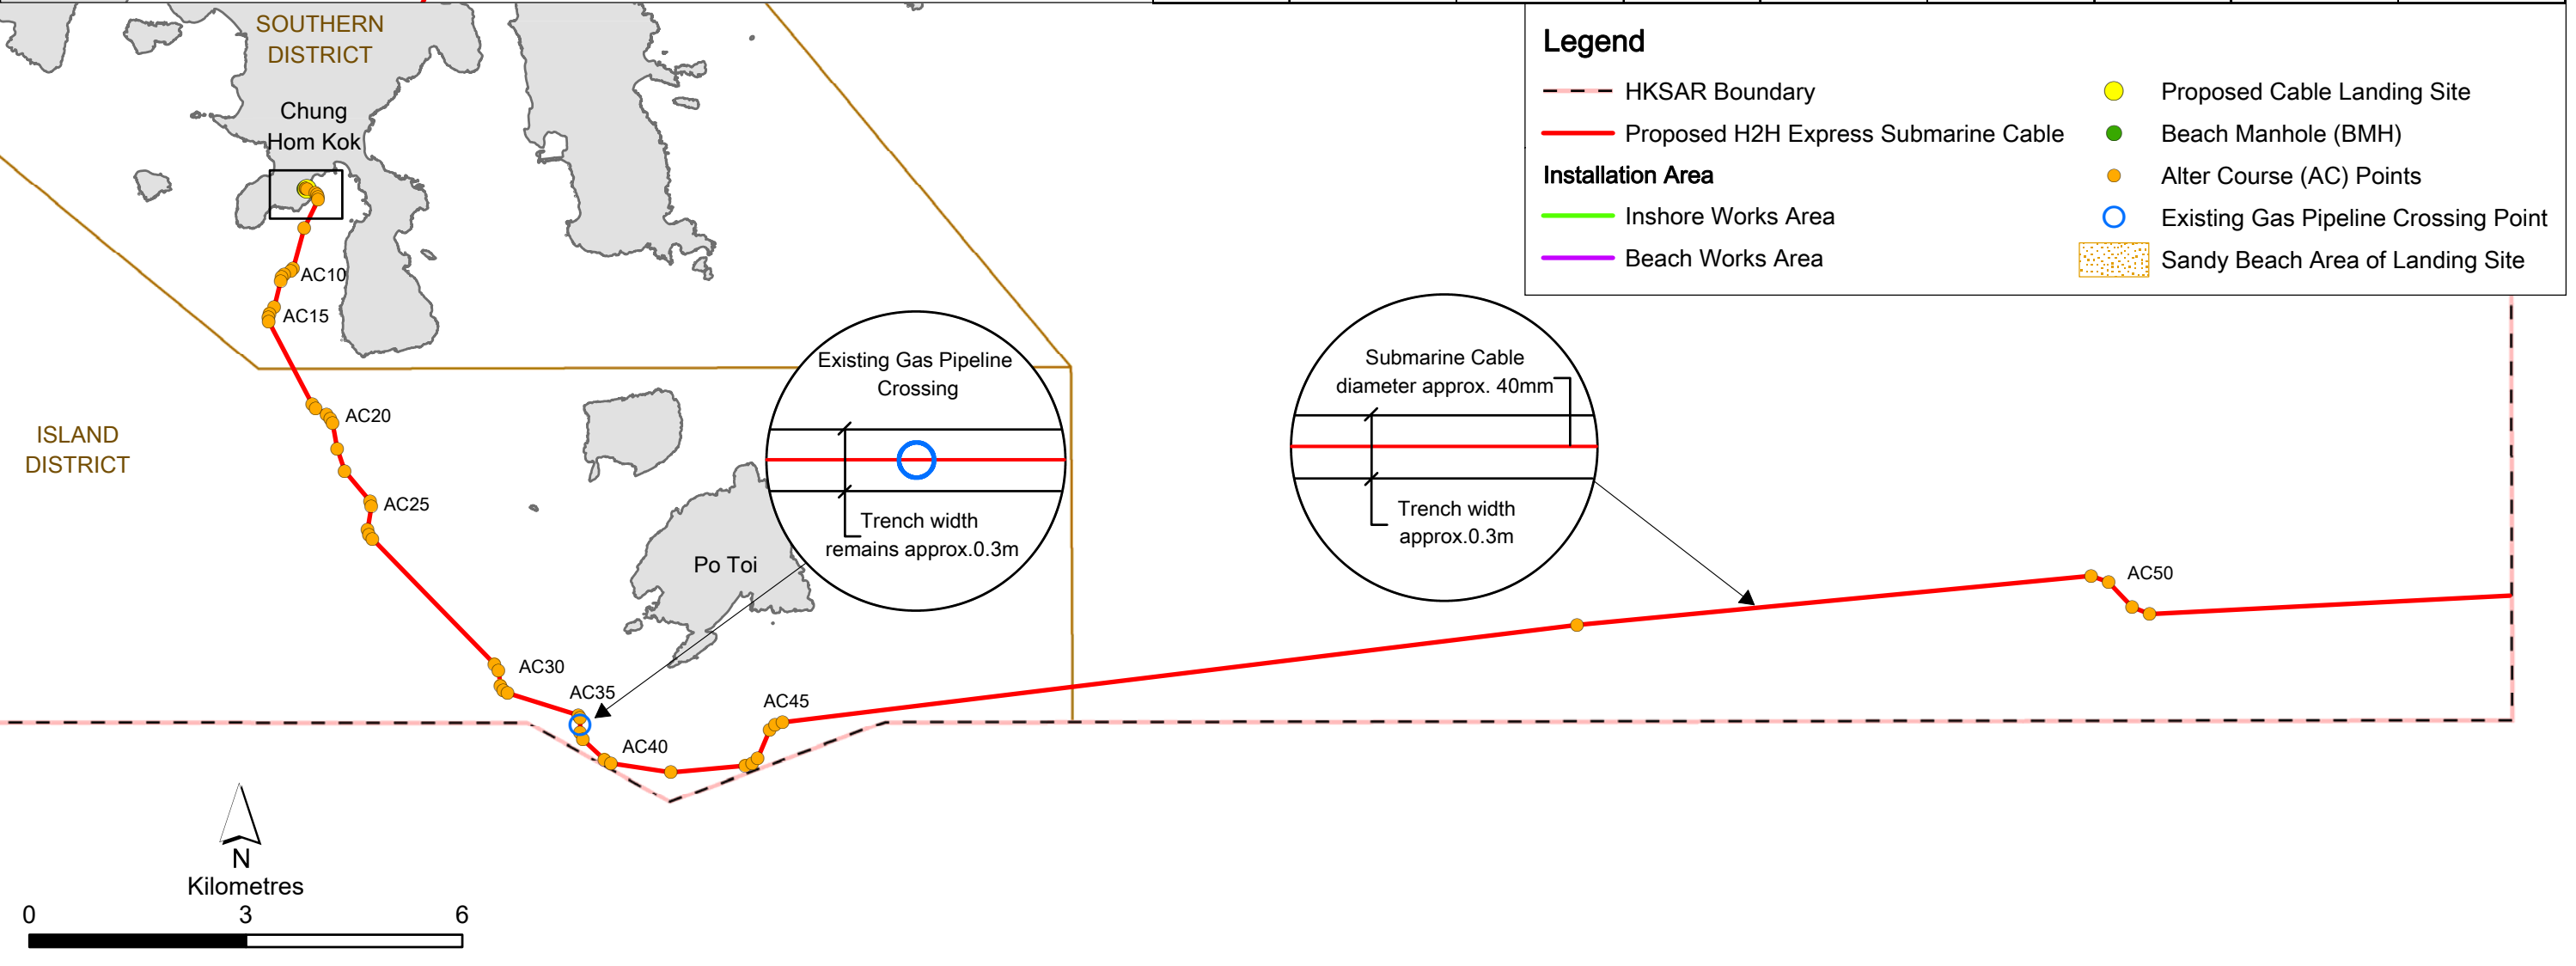 SOUTHERN
DISTRICT
Chung
Hom Kok
AC10
AC15
AC20
ISLAND
DISTRICT
AC25
AC30
AC35
AC40
AC45
AC50
Po Toi
Existing Gas Pipeline
Crossing
Trench width
remains approx.0.3m
Submarine Cable
diameter approx. 40mm
Trench width
approx.0.3m
Legend
HKSAR Boundary
Proposed H2H Express Submarine Cable
Installation Area
Inshore Works Area
Beach Works Area
Proposed Cable Landing Site
Beach Manhole (BMH)
Alter Course (AC) Points
Existing Gas Pipeline Crossing Point
Sandy Beach Area of Landing Site
N
Kilometres
0 3 6